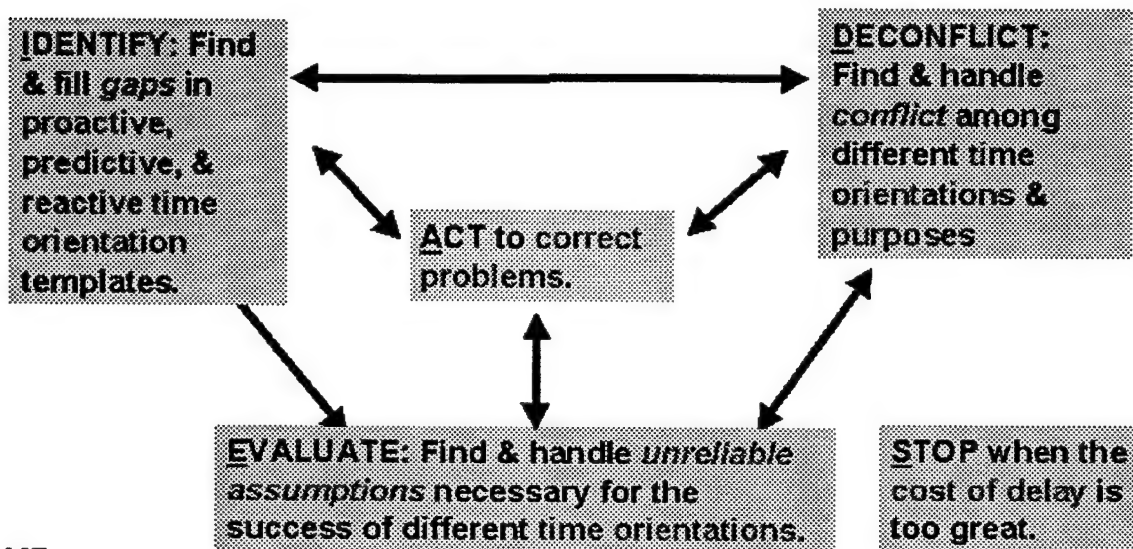 IDENTIFY: Find
& fill gaps in
proactive,
predictive, &
reactive time
orientation
templates.
DECONFLICT:
Find & handle
conflict among
different time
orientations &
purposes
ACT to correct
problems.
EVALUATE: Find & handle unreliable
assumptions necessary for the
success of different time orientations.
STOP when the
cost of delay is
too great.